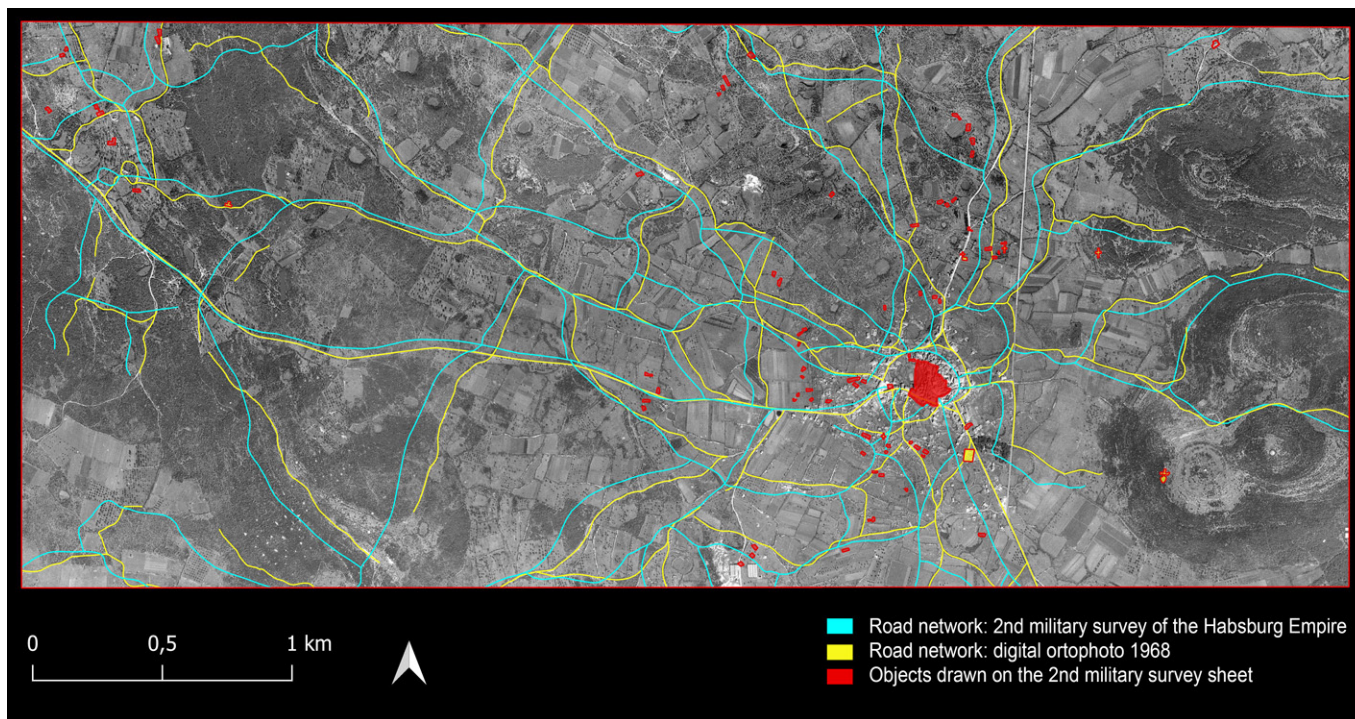 0 0,5 1 km
Road network: 2nd military survey of the Habsburg Empire
Road network: digital ortophoto 1968
Objects drawn on the 2nd military survey sheet